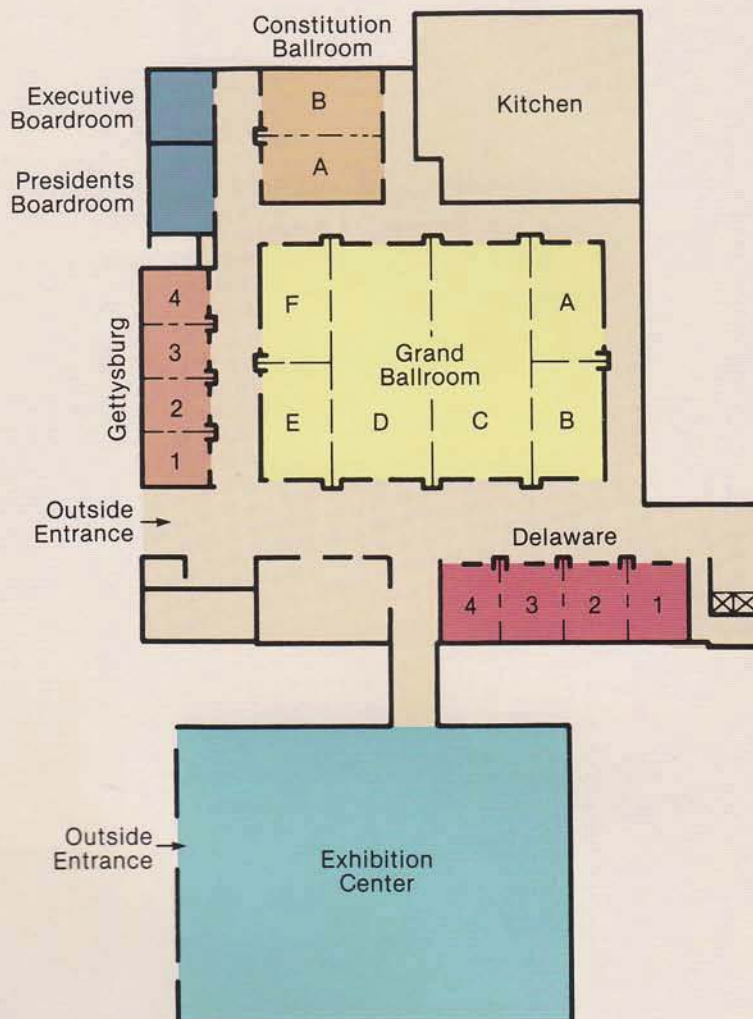 Constitution
Ballroom
Executive
Boardroom
B
Kitchen
A
Presidents
Boardroom
4
3
2
1
Gettysburg
F
A
Grand
Ballroom
E
D
C
B
Outside
Entrance
Delaware
4
3
2
1
Outside
Entrance
Exhibition
Center